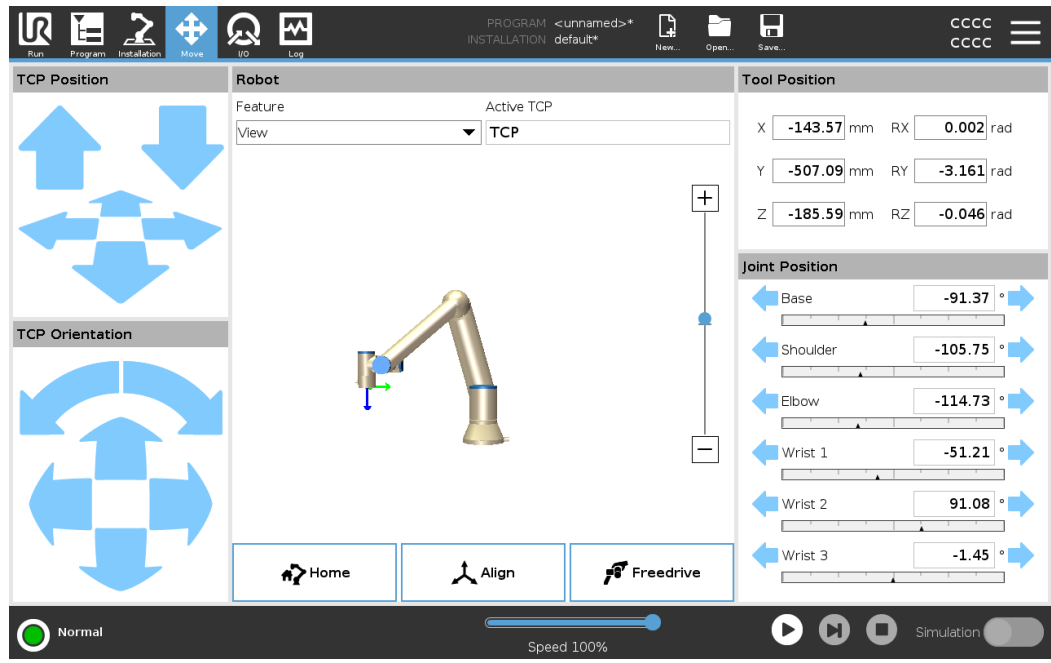 PROGRAM <unnamed>*
INSTALLATION default*
CCCC
CCCC
UR
Run
Program
Installation
Move
I/O
Log
New...
Open...
Save...
TCP Position
TCP Orientation
Robot
Feature
Active TCP
View
TCP
+
−
Home
Align
Freedrive
Tool Position
X -143.57 mm RX 0.002 rad
Y -507.09 mm RY -3.161 rad
Z -185.59 mm RZ -0.046 rad
Joint Position
Base -91.37 °
Shoulder -105.75 °
Elbow -114.73 °
Wrist 1 -51.21 °
Wrist 2 91.08 °
Wrist 3 -1.45 °
Normal
Speed 100%
Simulation